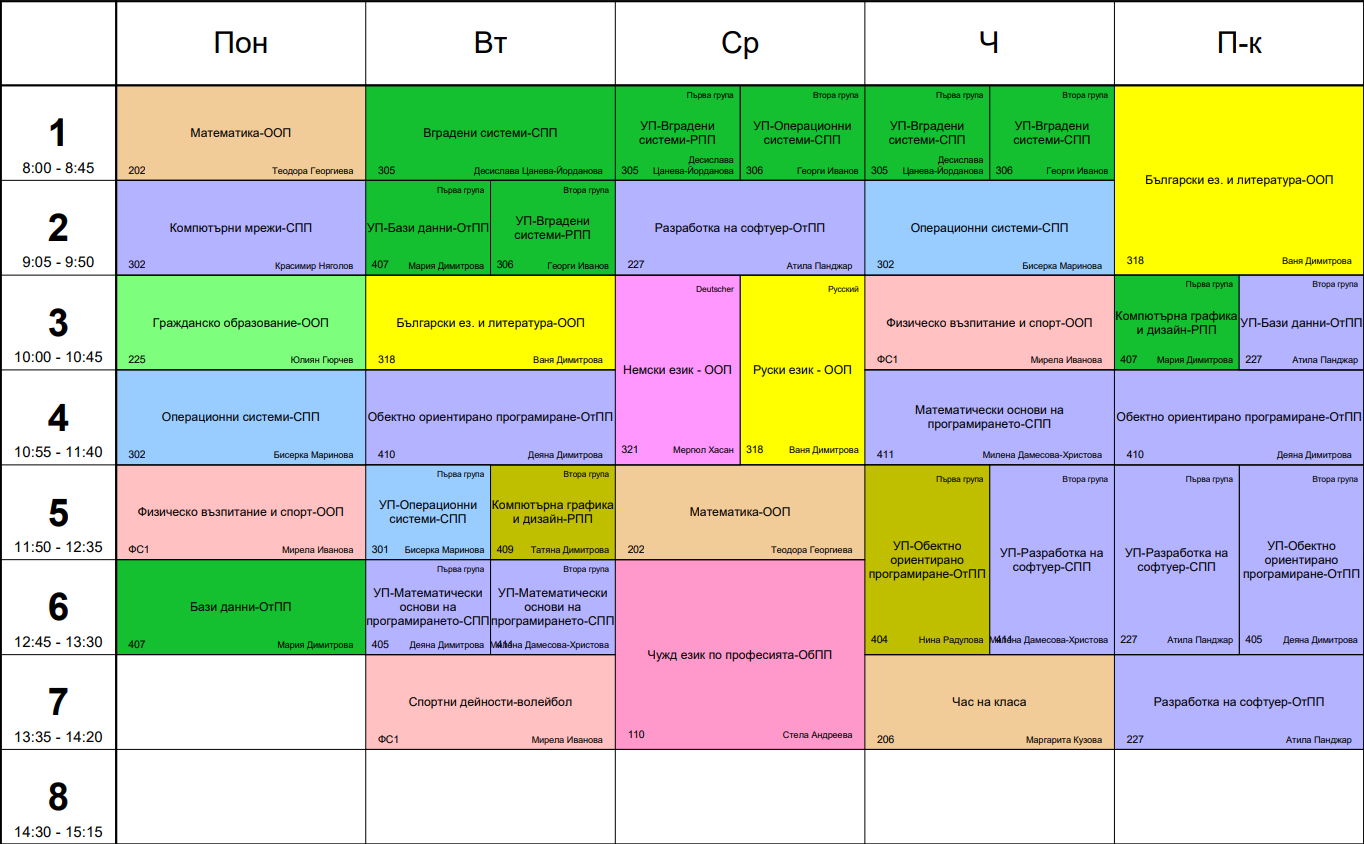 Пон
Вт
Ср
Ч
П-к
1
8:00 - 8:45
Математика-ООП
202
Теодора Георгиева
Вградени системи-СПП
305
Десислава Цанева-Йорданова
Първа група
УП-Вградени
системи-РПП
Десислава
305
Цанева-Йорданова
Втора група
УП-Операционни
системи-СПП
306
Георги Иванов
Първа група
УП-Вградени
системи-СПП
Десислава
305
Цанева-Йорданова
Втора група
УП-Вградени
системи-СПП
306
Георги Иванов
Български ез. и литература-ООП
318
Ваня Димитрова
2
9:05 - 9:50
Компютърни мрежи-СПП
302
Красимир Няголов
Първа група
УП-Бази данни-ОтПП
407
Мария Димитрова
Втора група
УП-Вградени
системи-РПП
306
Георги Иванов
Разработка на софтуер-ОтПП
227
Атила Панджар
Операционни системи-СПП
302
Бисерка Маринова
3
10:00 - 10:45
Гражданско образование-ООП
225
Юлиян Гюрчев
Български ез. и литература-ООП
318
Ваня Димитрова
Deutscher
Немски език - ООП
321
Мерпюл Хасан
Русский
Руски език - ООП
318
Ваня Димитрова
Физическо възпитание и спорт-ООП
ФС1
Мирела Иванова
Първа група
Компютърна графика
и дизайн-РПП
407
Мария Димитрова
Втора група
УП-Бази данни-ОтПП
227
Атила Панджар
4
10:55 - 11:40
Операционни системи-СПП
302
Бисерка Маринова
Обектно ориентирано програмиране-ОтПП
410
Деяна Димитрова
Математически основи на
програмирането-СПП
411
Милена Дамесова-Христова
Обектно ориентирано програмиране-ОтПП
410
Деяна Димитрова
5
11:50 - 12:35
Физическо възпитание и спорт-ООП
ФС1
Мирела Иванова
Първа група
УП-Операционни
системи-СПП
301
Бисерка Маринова
Втора група
Компютърна графика
и дизайн-РПП
409
Татяна Димитрова
Математика-ООП
202
Теодора Георгиева
Първа група
УП-Обектно
ориентирано
програмиране-ОтПП
404
Нина Радулова
Втора група
УП-Разработка на
софтуер-СПП
411
Милена Дамесова-Христова
Първа група
УП-Разработка на
софтуер-СПП
227
Атила Панджар
Втора група
УП-Обектно
ориентирано
програмиране-ОтПП
405
Деяна Димитрова
6
12:45 - 13:30
Бази данни-ОтПП
407
Мария Димитрова
Първа група
УП-Математически
основи на
програмирането-СПП
405
Деяна Димитрова
Втора група
УП-Математически
основи на
програмирането-СПП
411
Милена Дамесова-Христова
Чужд език по професията-ОбПП
110
Стела Андреева
7
13:35 - 14:20
Спортни дейности-волейбол
ФС1
Мирела Иванова
Час на класа
206
Маргарита Кузова
Разработка на софтуер-ОтПП
227
Атила Панджар
8
14:30 - 15:15